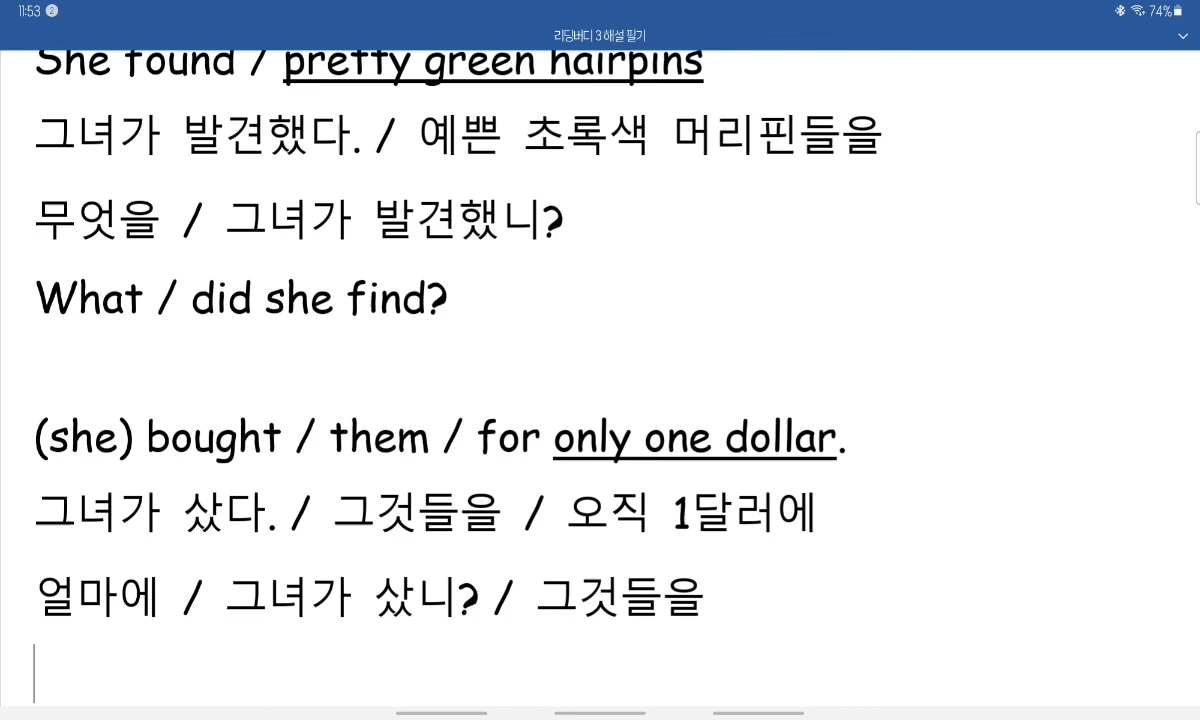 11:53 2 74%
리딩버디 3 해설 필기
She found / pretty green hairpins
그녀가 발견했다. / 예쁜 초록색 머리핀들을
무엇을 / 그녀가 발견했니?
What / did she find?
(she) bought / them / for only one dollar.
그녀가 샀다. / 그것들을 / 오직 1달러에
얼마에 / 그녀가 샀니? / 그것들을